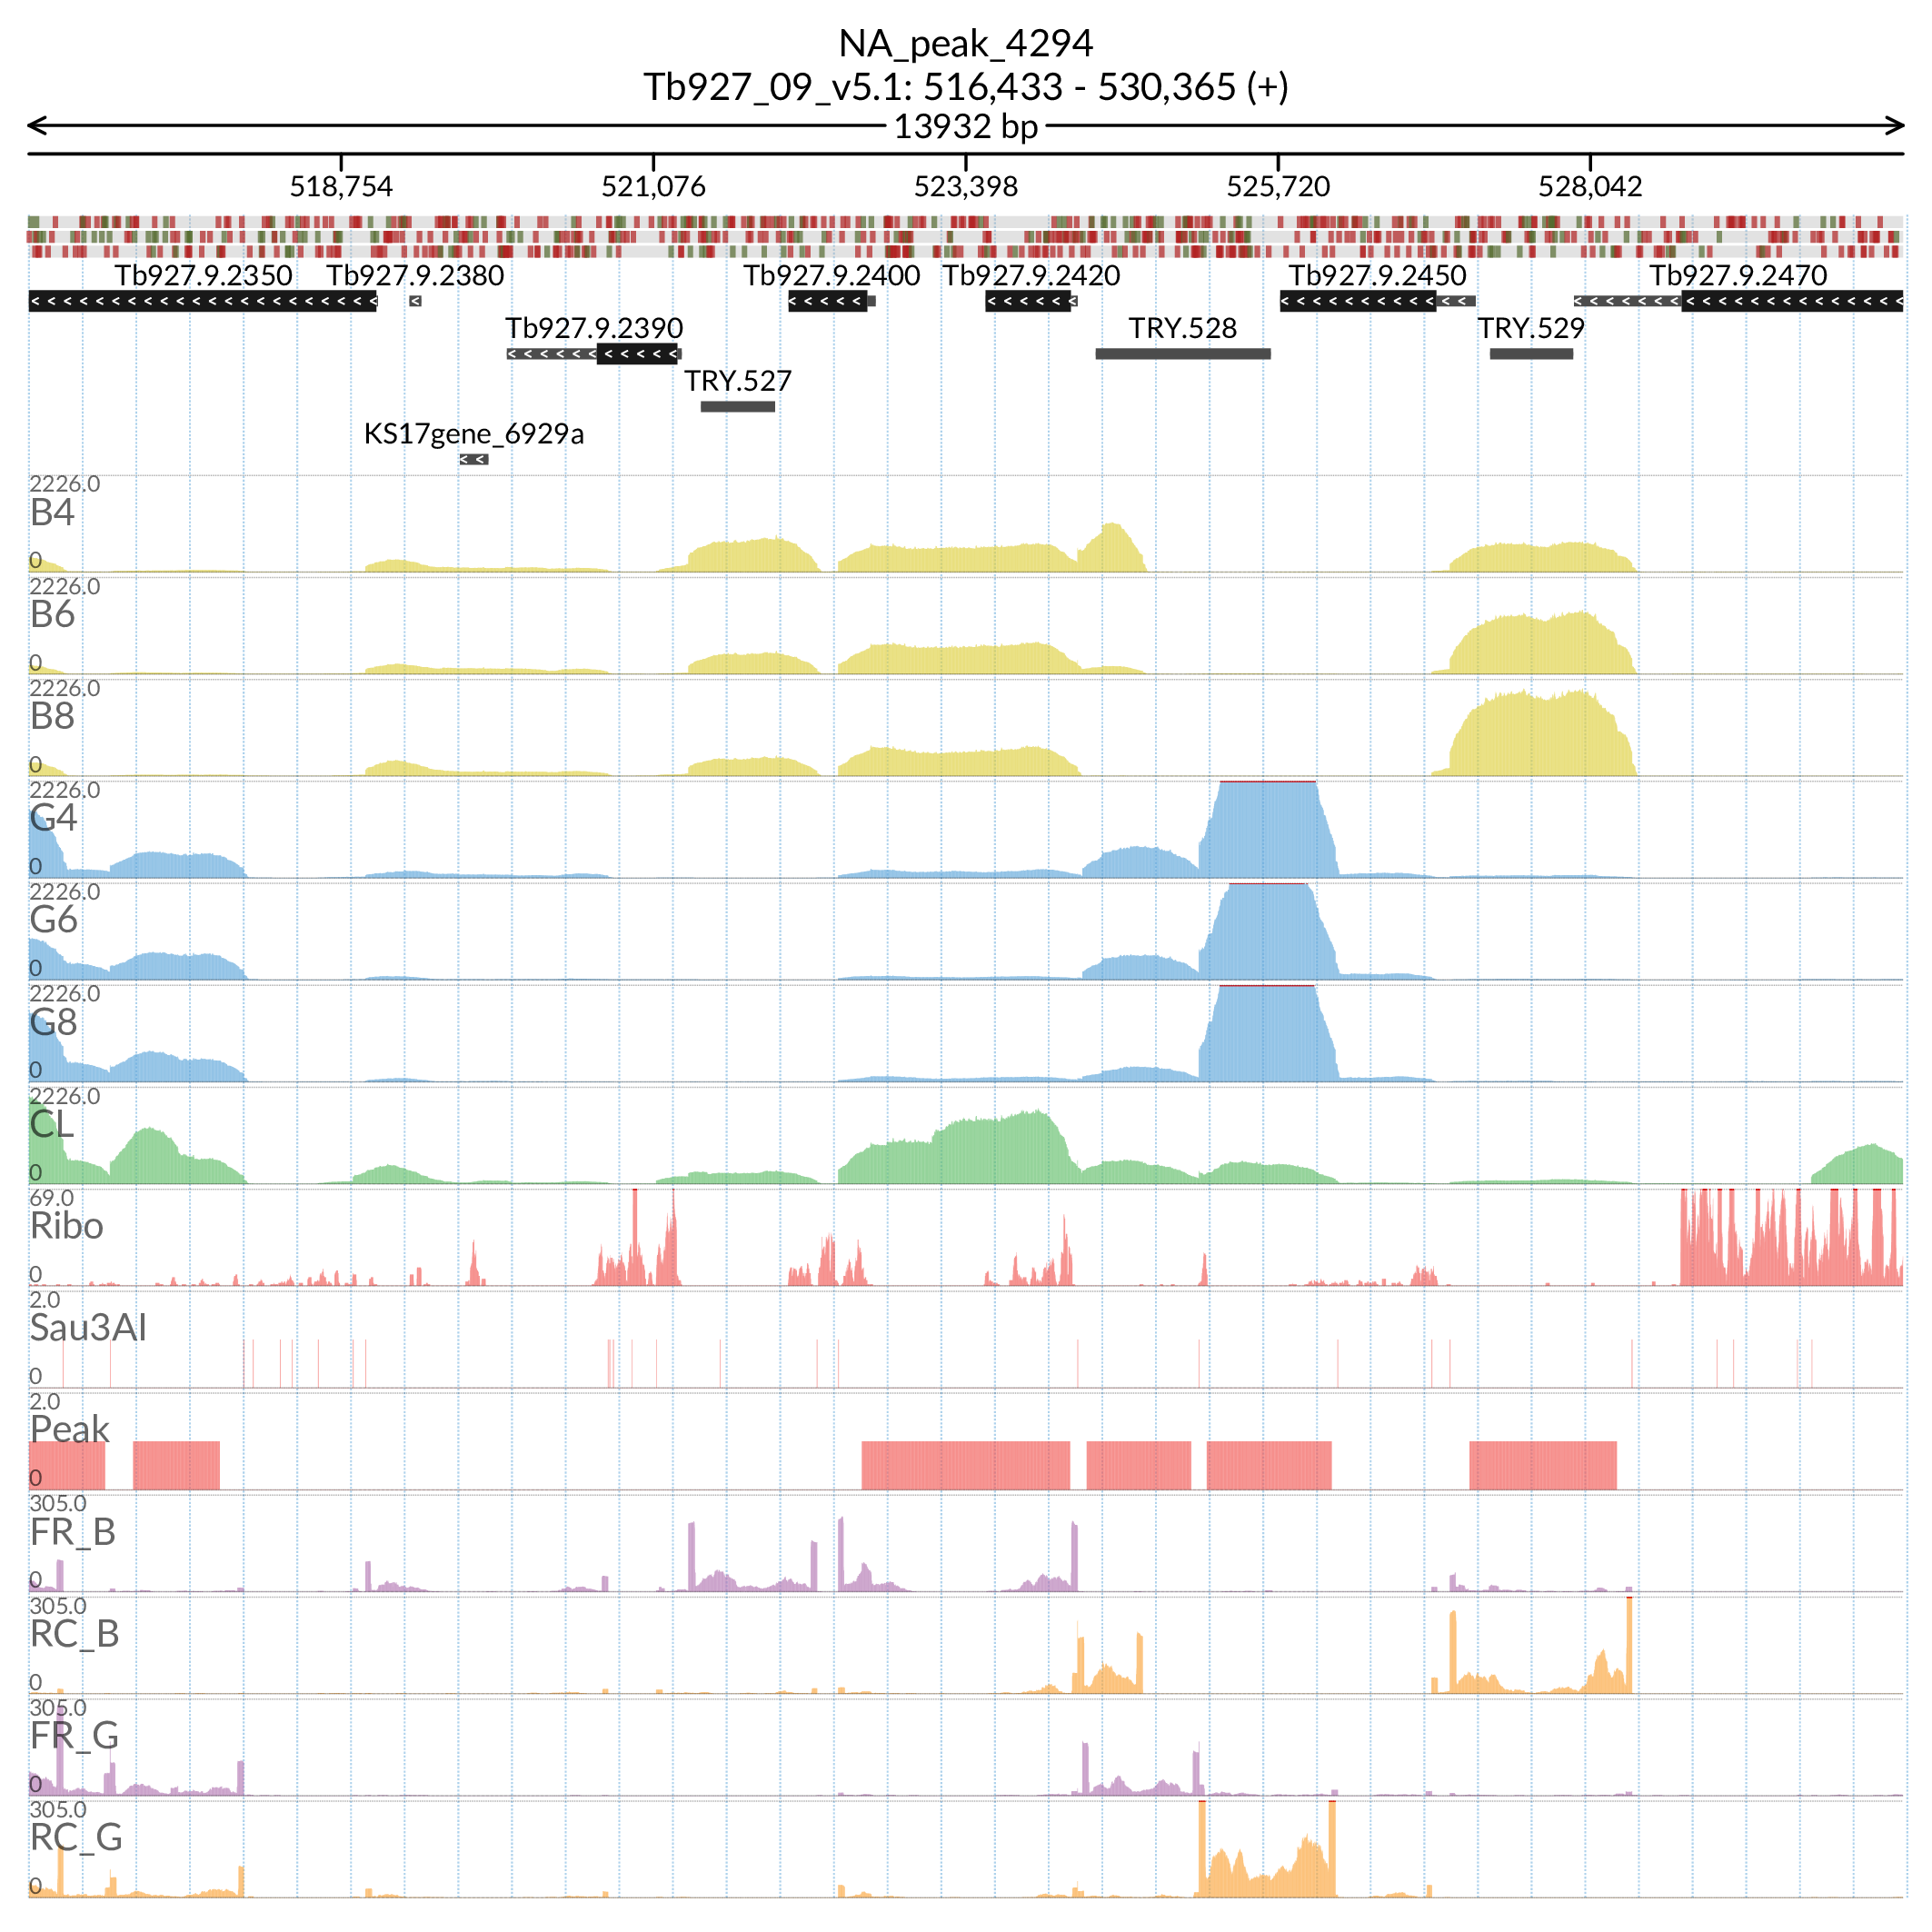 NA_peak_4294
Tb927_09_v5.1: 516,433 - 530,365 (+)
13932 bp
518,754 521,076 523,398 525,720 528,042
Tb927.9.2350 Tb927.9.2380 Tb927.9.2400 Tb927.9.2420 Tb927.9.2450 Tb927.9.2470
Tb927.9.2390 TRY.528 TRY.529
TRY.527
KS17gene_6929a
2226.0
B4
0
2226.0
B6
0
2226.0
B8
0
2226.0
G4
0
2226.0
G6
0
2226.0
G8
0
2226.0
CL
0
69.0
Ribo
0
2.0
Sau3AI
0
2.0
Peak
0
305.0
FR_B
0
305.0
RC_B
0
305.0
FR_G
0
305.0
RC_G
0